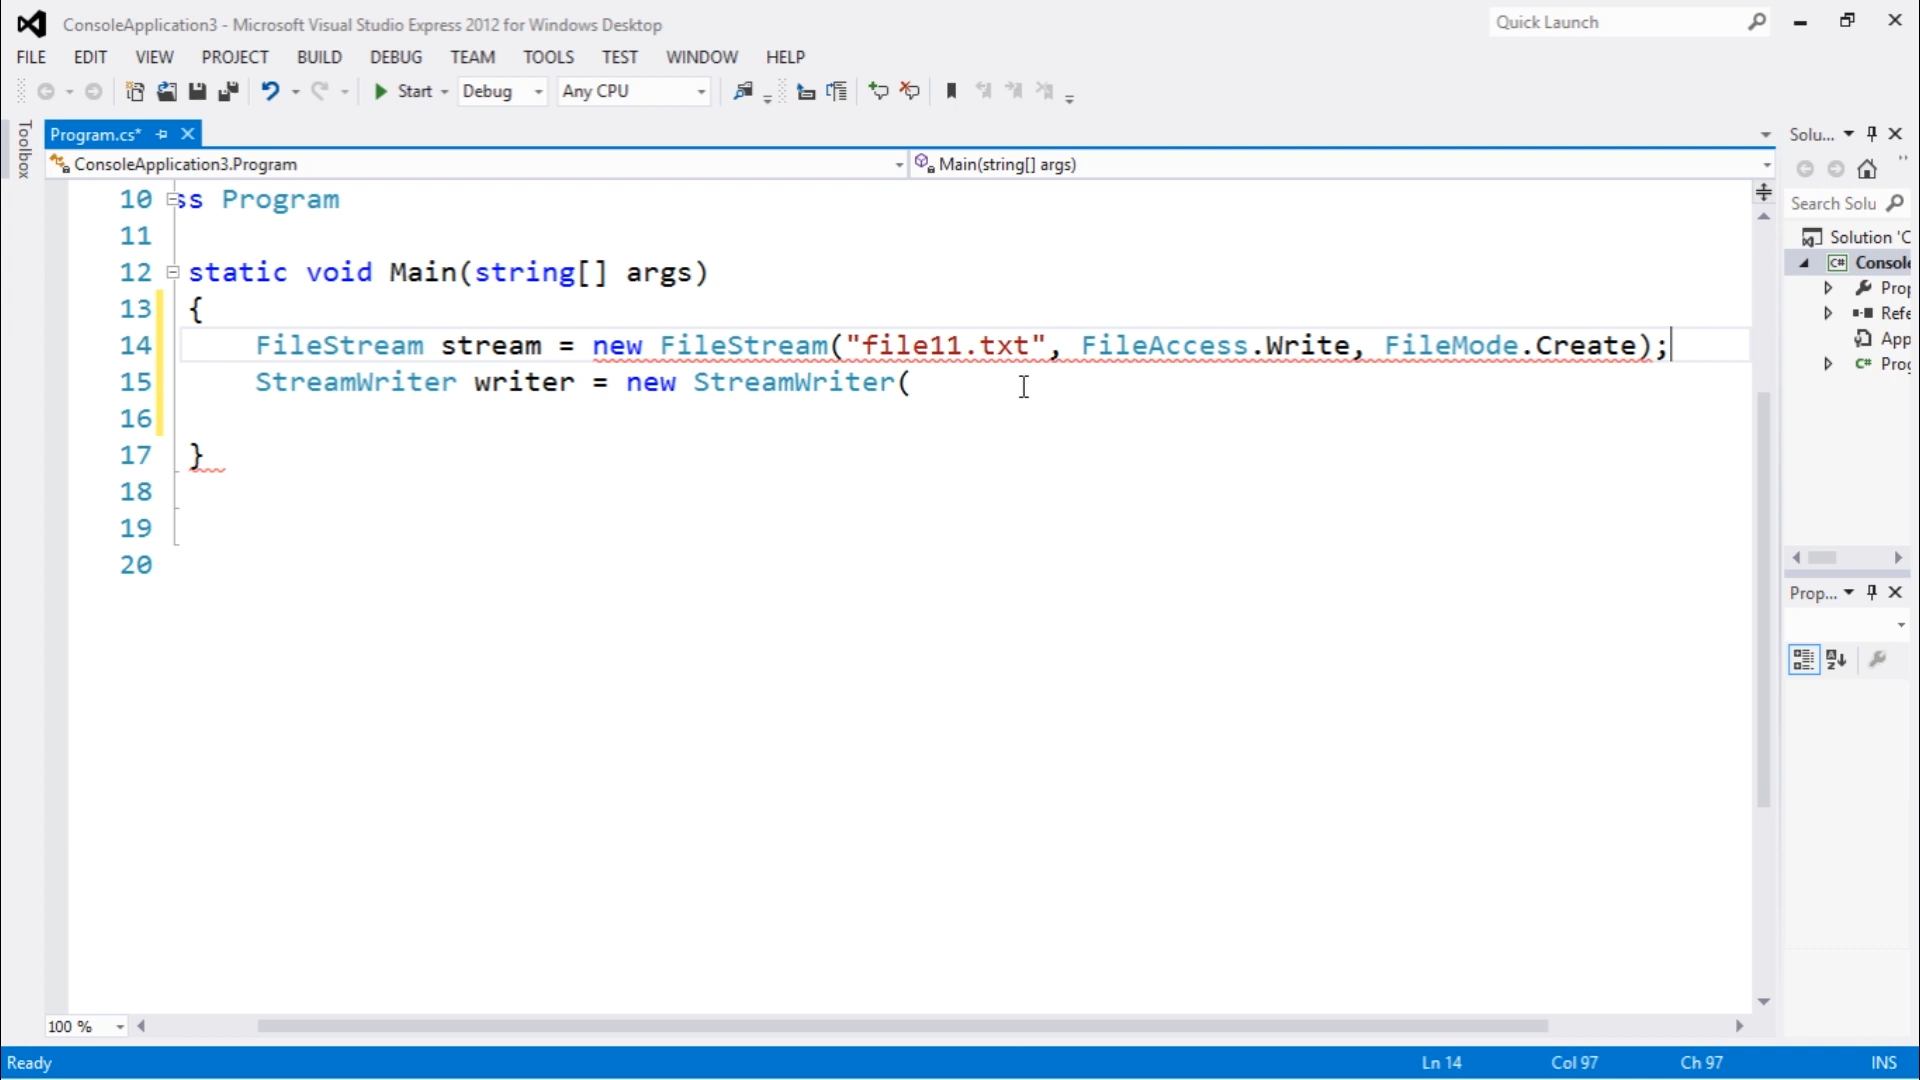 ConsoleApplication3 - Microsoft Visual Studio Express 2012 for Windows Desktop
Quick Launch
FILE EDIT VIEW PROJECT BUILD DEBUG TEAM TOOLS TEST WINDOW HELP
Start Debug Any CPU
Toolbox
Program.cs*
ConsoleApplication3.Program
Main(string[] args)
10 ss Program
11
12 static void Main(string[] args)
13 {
14 FileStream stream = new FileStream("file11.txt", FileAccess.Write, FileMode.Create);
15 StreamWriter writer = new StreamWriter(
16
17 }
18
19
20
Solu...
Search Solu
Solution 'C
C# Consol
Prop
Refe
App
C# Prog
Prop...
100 %
Ready
Ln 14 Col 97 Ch 97 INS